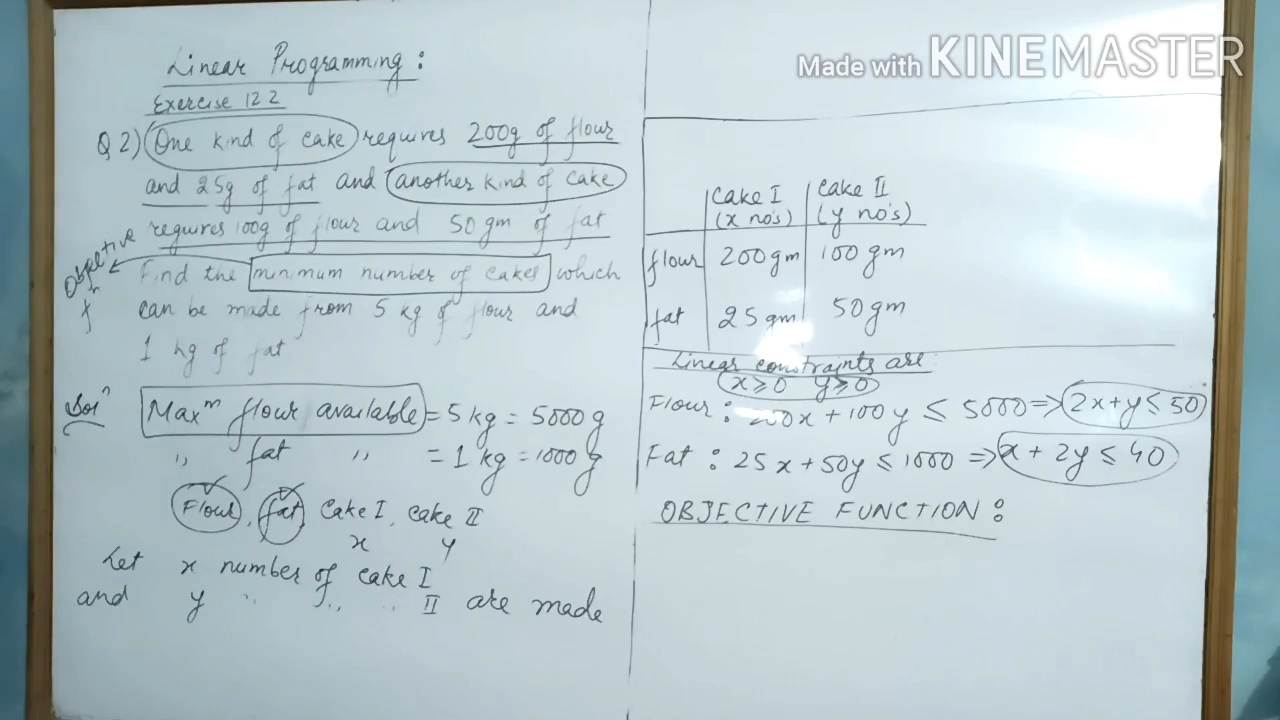 Linear Programming :
Exercise 12.2
Q 2) One kind of cake requires 200g of flour
and 25g of fat and another kind of cake
requires 100g of flour and 50 gm of fat
Find the minimum number of cakes which
can be made from 5 kg of flour and
1 kg of fat
Objective
fn
Soln
Maxm flour available = 5 kg = 5000 g
,, fat ,, = 1 kg = 1000 g
Flour, fat cake I, cake II
x y
Let x number of cake I
and y ,, ,, ,, II are made
Made with KINEMASTER
cake I cake II
(x no's) (y no's)
flour 200gm 100 gm
fat 25 gm 50 gm
Linear constraints are
x ≥ 0 y ≥ 0
Flour : 200x + 100y ≤ 5000 ⇒ 2x + y ≤ 50
Fat : 25x + 50y ≤ 1000 ⇒ x + 2y ≤ 40
OBJECTIVE FUNCTION :